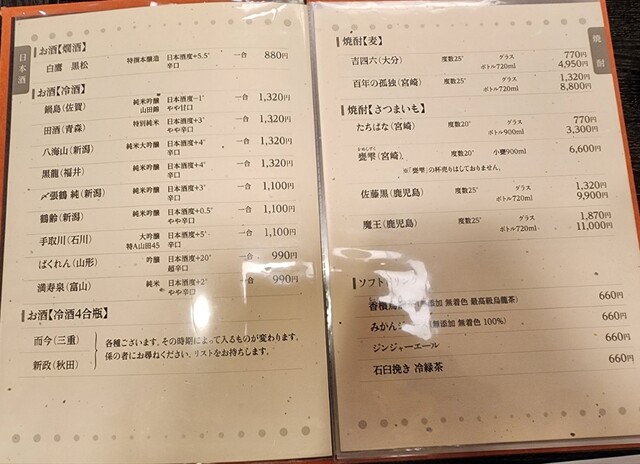 日本酒
お酒【燗酒】
白鷹 黒松 特撰本醸造 日本酒度+5.5° 辛口 一合 880円
お酒【冷酒】
鍋島(佐賀) 純米吟醸 山田錦 日本酒度-1° やや甘口 一合 1,320円
田酒(青森) 特別純米 日本酒度+3° やや辛口 一合 1,320円
八海山(新潟) 純米大吟醸 日本酒度+4° 辛口 一合 1,320円
黒龍(福井) 純米吟醸 日本酒度+4° 辛口 一合 1,320円
〆張鶴 純(新潟) 純米吟醸 日本酒度+3° やや辛口 一合 1,100円
鶴齢(新潟) 純米吟醸 日本酒度+0.5° やや辛口 一合 1,100円
手取川(石川) 大吟醸 特A山田45 日本酒度+5° 辛口 一合 1,100円
ばくれん(山形) 吟醸 日本酒度+20° 超辛口 一合 990円
満寿泉(富山) 純米 日本酒度+2° やや辛口 一合 990円
お酒【冷酒4合瓶】
而今(三重)
新政(秋田)
各種ございます。その時期によって入るものが変わります。
係の者にお尋ねください。リストをお持ちします。
焼酎
焼酎【麦】
吉四六(大分) 度数25° グラス 770円
ボトル720ml 4,950円
百年の孤独(宮崎) 度数25° グラス 1,320円
ボトル720ml 8,800円
焼酎【さつまいも】
たちばな(宮崎) 度数20° グラス 770円
ボトル900ml 3,300円
かめしずく
甕雫(宮崎) 度数20° 小甕900ml 6,600円
※「甕雫」の杯売りはしておりません。
佐藤黒(鹿児島) 度数25° グラス 1,320円
ボトル720ml 9,900円
魔王(鹿児島) 度数25° グラス 1,870円
ボトル720ml 11,000円
ソフト
香檳烏 無添加 無着色 最高級烏龍茶) 660円
みかん 無添加 無着色 100%) 660円
ジンジャーエール 660円
石臼挽き 冷緑茶 660円